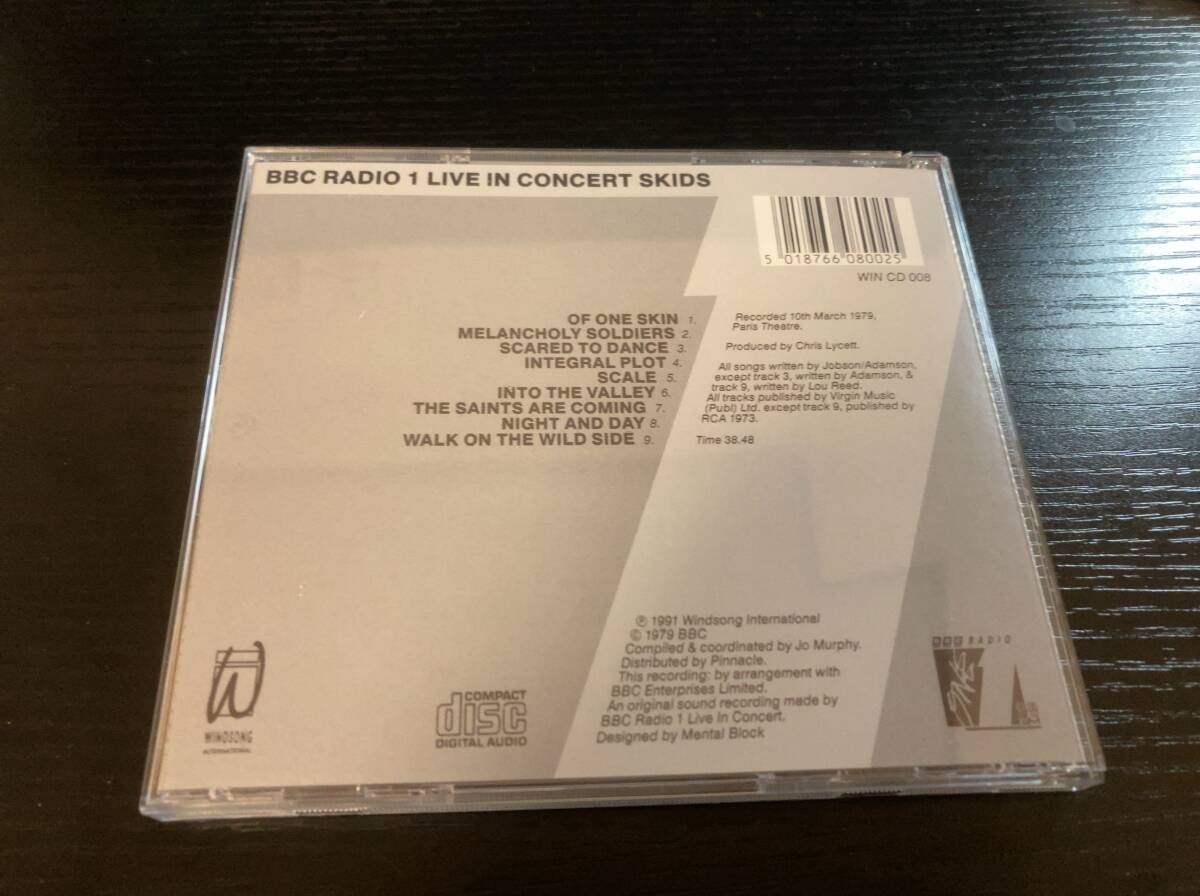 BBC RADIO 1 LIVE IN CONCERT SKIDS
5 018766 080025
WIN CD 008
OF ONE SKIN 1.
MELANCHOLY SOLDIERS 2.
SCARED TO DANCE 3.
INTEGRAL PLOT 4.
SCALE 5.
INTO THE VALLEY 6.
THE SAINTS ARE COMING 7.
NIGHT AND DAY 8.
WALK ON THE WILD SIDE 9.
Recorded 10th March 1979,
Paris Theatre.
Produced by Chris Lycett.
All songs written by Jobson/Adamson,
except track 3, written by Adamson, &
track 9, written by Lou Reed.
All tracks published by Virgin Music
(Publ) Ltd. except track 9, published by
RCA 1973.
Time 38.48
℗ 1991 Windsong International
© 1979 BBC
Compiled & coordinated by Jo Murphy.
Distributed by Pinnacle.
This recording: by arrangement with
BBC Enterprises Limited.
An original sound recording made by
BBC Radio 1 Live In Concert.
Designed by Mental Block
WINDSONG
INTERNATIONAL
COMPACT
disc
DIGITAL AUDIO
BBC RADIO